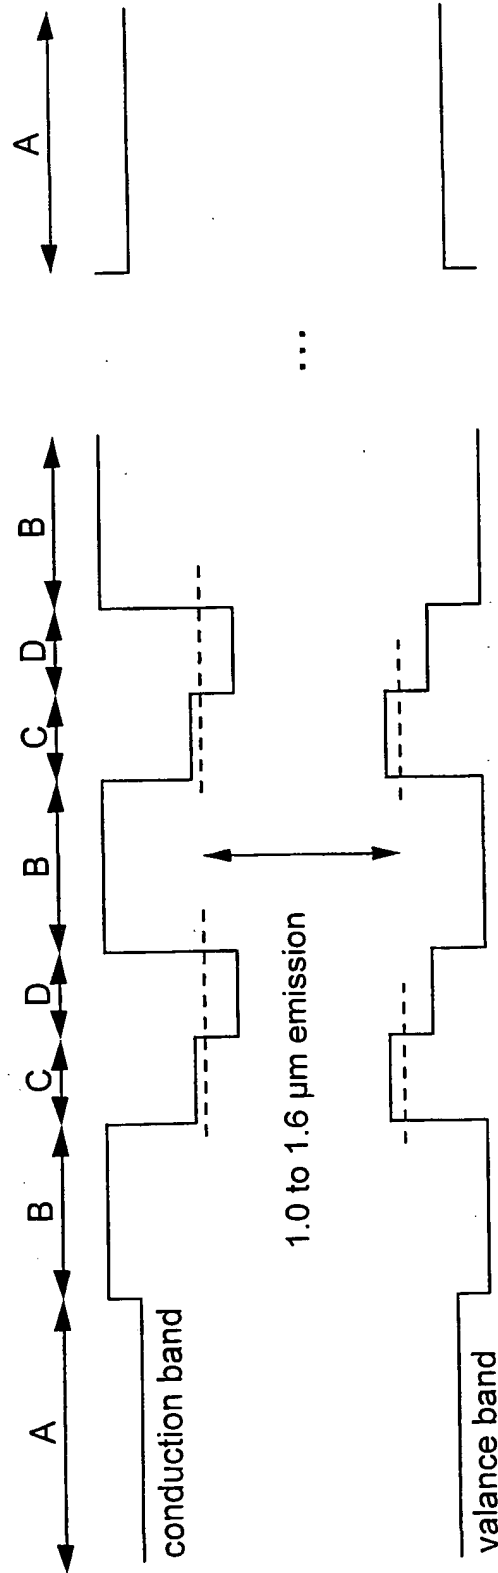 A
B
C
D
B
C
D
B
A
conduction band
1.0 to 1.6 μm emission
...
valance band